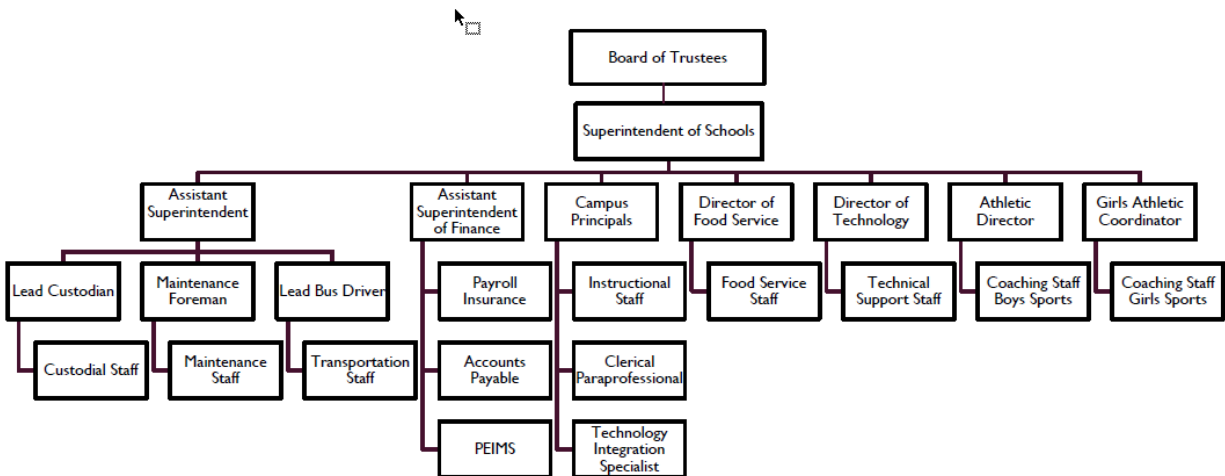 Board of Trustees
Superintendent of Schools
Assistant
Superintendent
Assistant
Superintendent
of Finance
Campus
Principals
Director of
Food Service
Director of
Technology
Athletic
Director
Girls Athletic
Coordinator
Lead Custodian
Maintenance
Foreman
Lead Bus Driver
Payroll
Insurance
Instructional
Staff
Food Service
Staff
Technical
Support Staff
Coaching Staff
Boys Sports
Coaching Staff
Girls Sports
Custodial Staff
Maintenance
Staff
Transportation
Staff
Accounts
Payable
Clerical
Paraprofessional
PEIMS
Technology
Integration
Specialist